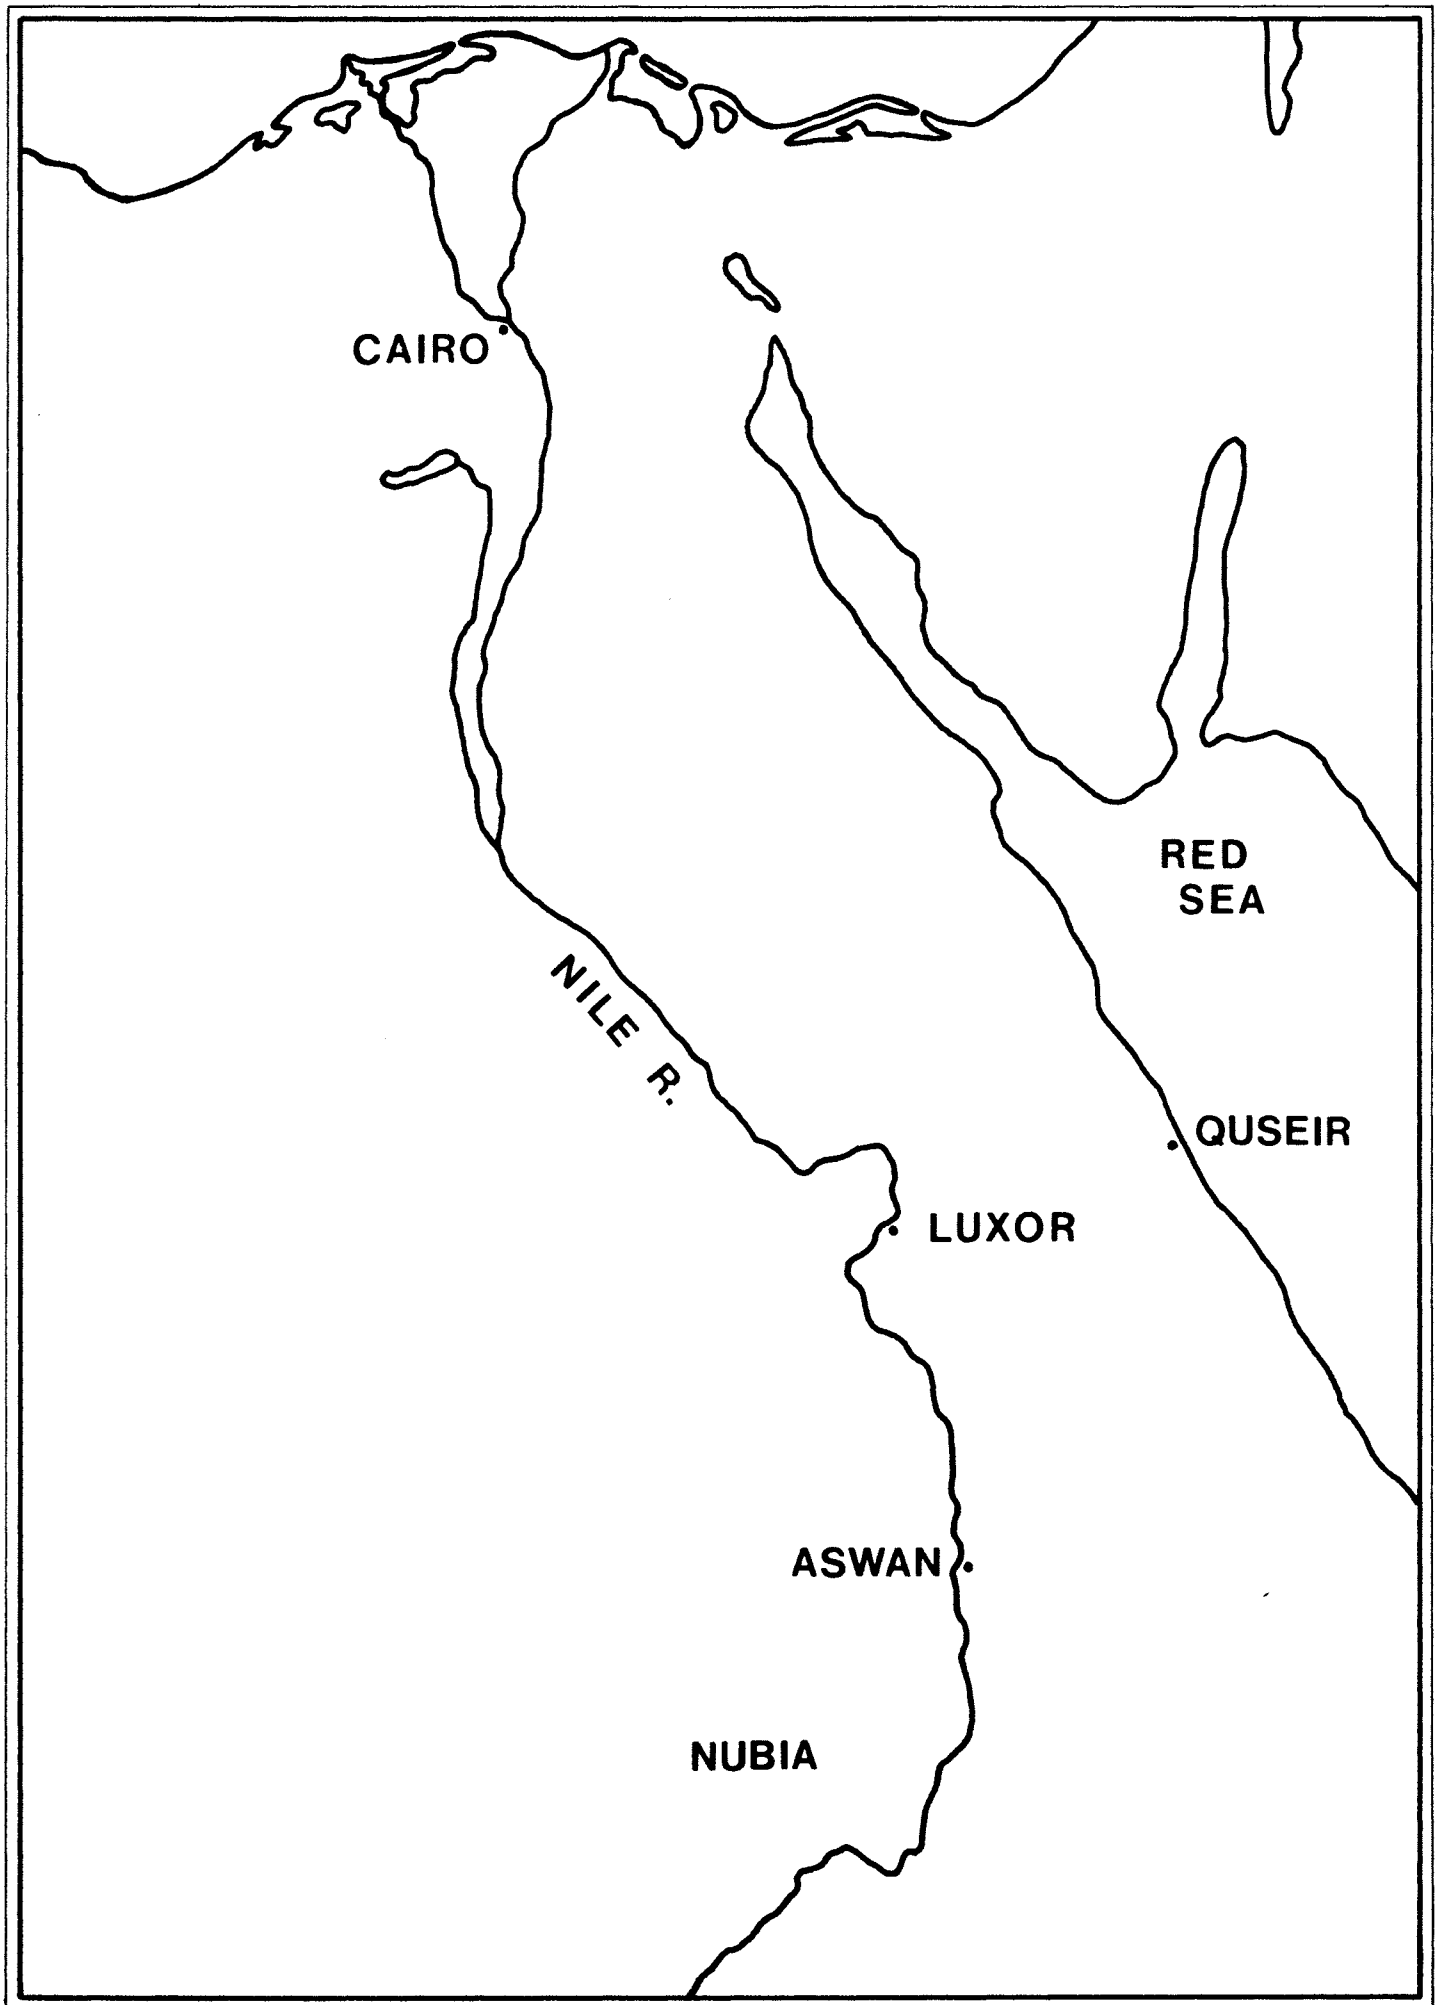 CAIRO
RED
SEA
NILE R.
QUSEIR
LUXOR
ASWAN
NUBIA